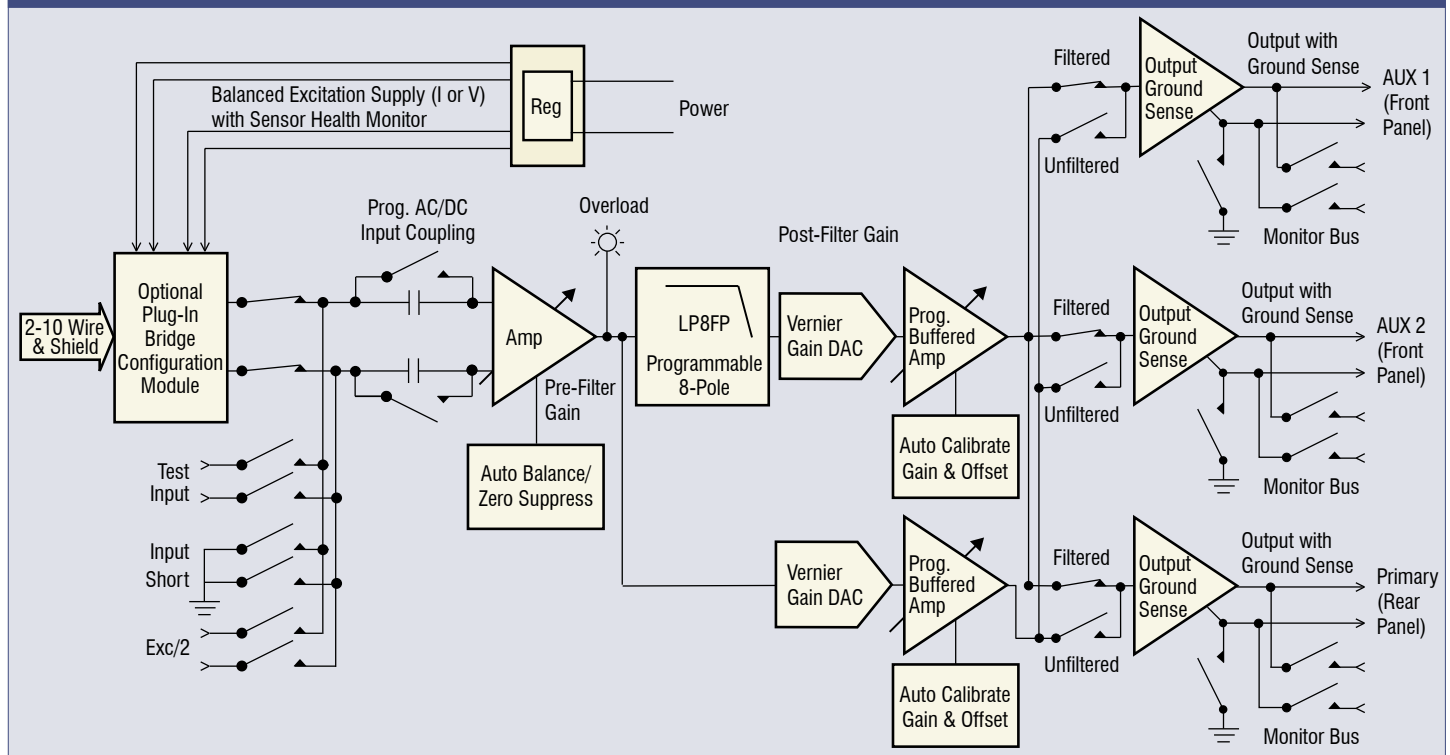 Balanced Excitation Supply (I or V)
with Sensor Health Monitor
Reg
Power
2-10 Wire
& Shield
Optional
Plug-In
Bridge
Configuration
Module
Prog. AC/DC
Input Coupling
Test
Input
Input
Short
Exc/2
Amp
Pre-Filter
Gain
Auto Balance/
Zero Suppress
Overload
LP8FP
Programmable
8-Pole
Post-Filter Gain
Vernier
Gain DAC
Prog.
Buffered
Amp
Auto Calibrate
Gain & Offset
Vernier
Gain DAC
Prog.
Buffered
Amp
Auto Calibrate
Gain & Offset
Filtered
Unfiltered
Output
Ground
Sense
Output with
Ground Sense
AUX 1
(Front
Panel)
Monitor Bus
Filtered
Unfiltered
Output
Ground
Sense
Output with
Ground Sense
AUX 2
(Front
Panel)
Monitor Bus
Filtered
Unfiltered
Output
Ground
Sense
Output with
Ground Sense
Primary
(Rear
Panel)
Monitor Bus